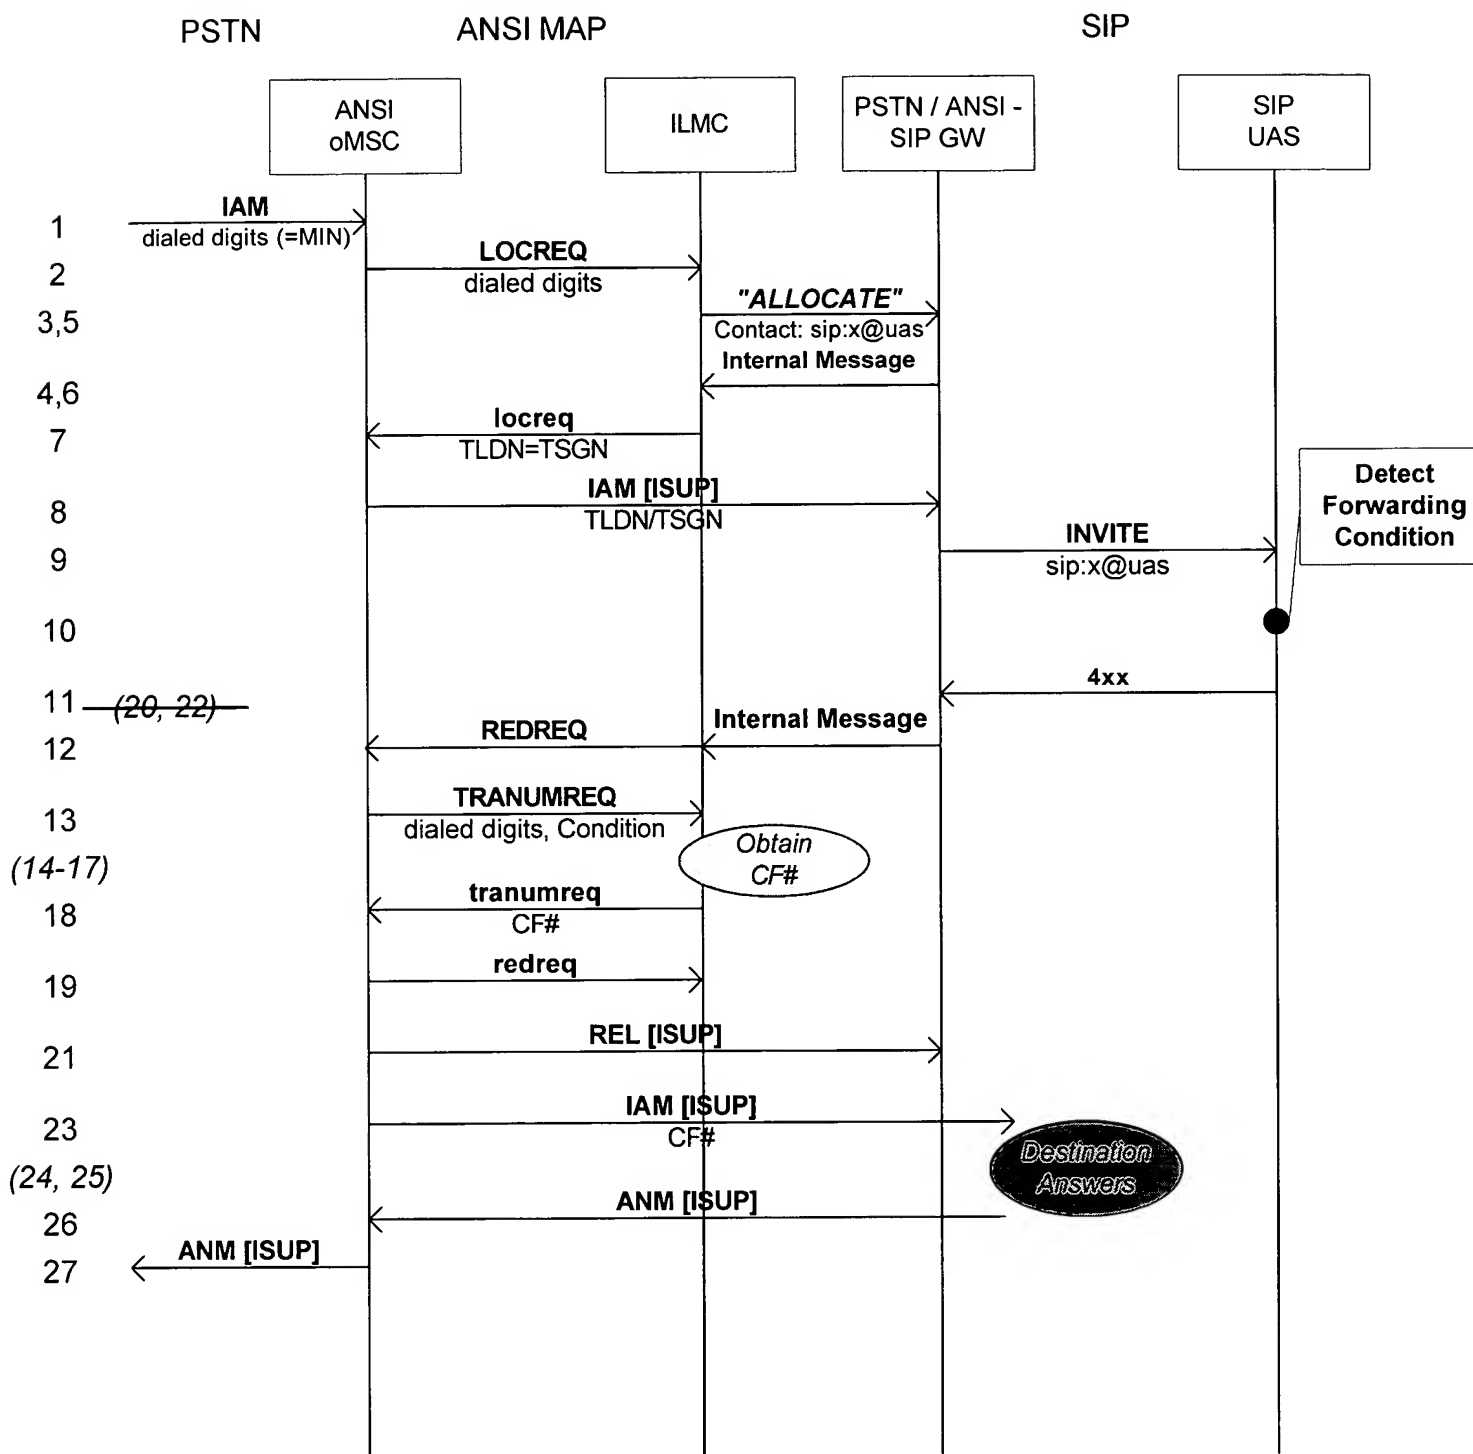 PSTN
ANSI MAP
SIP
ANSI
oMSC
ILMC
PSTN / ANSI -
SIP GW
SIP
UAS
1
IAM
dialed digits (=MIN)
2
LOCREQ
dialed digits
3,5
"ALLOCATE"
Contact: sip:x@uas
4,6
Internal Message
7
locreq
TLDN=TSGN
8
IAM [ISUP]
TLDN/TSGN
Detect
Forwarding
Condition
9
INVITE
sip:x@uas
10
11 (20, 22)
4xx
12
REDREQ
Internal Message
13
TRANUMREQ
dialed digits, Condition
(14-17)
Obtain
CF#
18
tranumreq
CF#
19
redreq
21
REL [ISUP]
23
IAM [ISUP]
CF#
(24, 25)
Destination
Answers
26
ANM [ISUP]
27
ANM [ISUP]